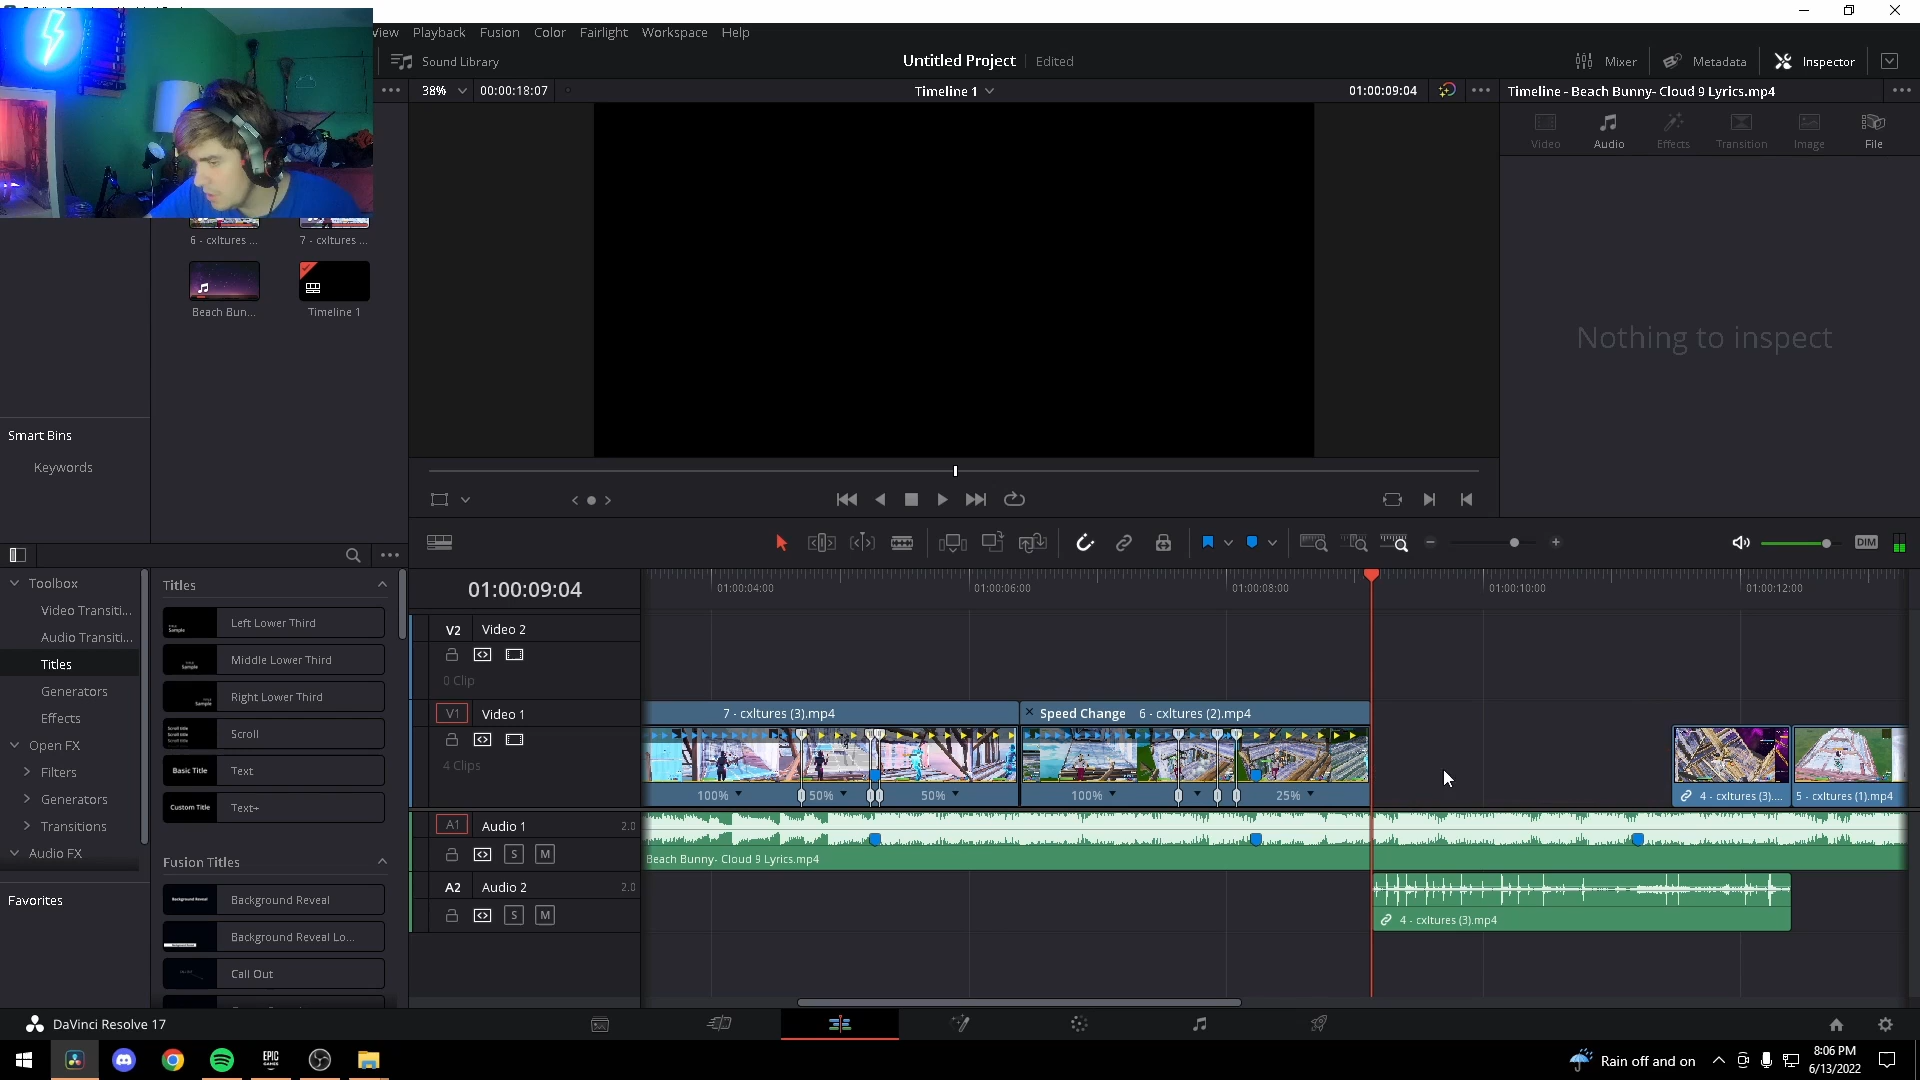 View
Playback
Fusion
Color
Fairlight
Workspace
Help
Sound Library
Untitled Project
Edited
Mixer
Metadata
Inspector
38%
00:00:18:07
Timeline 1
01:00:09:04
Timeline - Beach Bunny- Cloud 9 Lyrics.mp4
Video
Audio
Effects
Transition
Image
File
Nothing to inspect
6 - cxltures ...
7 - cxltures ...
Beach Bun...
Timeline 1
Smart Bins
Keywords
Toolbox
Video Transiti...
Audio Transiti...
Titles
Generators
Effects
Open FX
Filters
Generators
Transitions
Audio FX
Favorites
Titles
Left Lower Third
Middle Lower Third
Right Lower Third
Scroll
Basic Title
Text
Custom Title
Text+
Fusion Titles
Background Reveal
Background Reveal Lo...
Call Out
DIM
01:00:09:04
01:00:04:00
01:00:06:00
01:00:08:00
01:00:10:00
01:00:12:00
V2
Video 2
0 Clip
V1
Video 1
4 Clips
7 - cxltures (3).mp4
Speed Change
6 - cxltures (2).mp4
100%
50%
50%
100%
25%
4 - cxltures (3)....
5 - cxltures (1).mp4
A1
Audio 1
2.0
S
M
Beach Bunny- Cloud 9 Lyrics.mp4
A2
Audio 2
2.0
S
M
4 - cxltures (3).mp4
DaVinci Resolve 17
EPIC
GAMES
Rain off and on
8:06 PM
6/13/2022